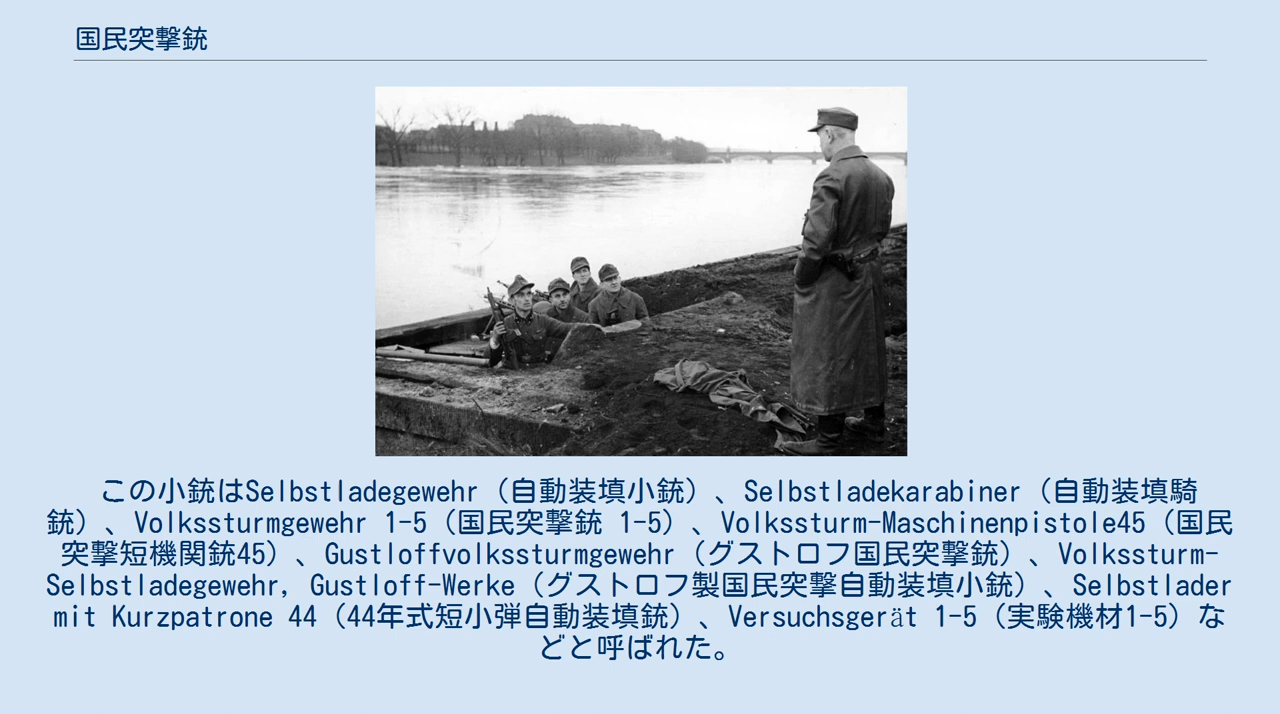 国民突撃銃
この小銃はSelbstladegewehr（自動装填小銃）、Selbstladekarabiner（自動装填騎
銃）、Volkssturmgewehr 1-5（国民突撃銃 1-5）、Volkssturm-Maschinenpistole45（国民
突撃短機関銃45）、Gustloffvolkssturmgewehr（グストロフ国民突撃銃）、Volkssturm-
Selbstladegewehr, Gustloff-Werke（グストロフ製国民突撃自動装填小銃）、Selbstlader
mit Kurzpatrone 44（44年式短小弾自動装填銃）、Versuchsgerät 1-5（実験機材1-5）な
どと呼ばれた。